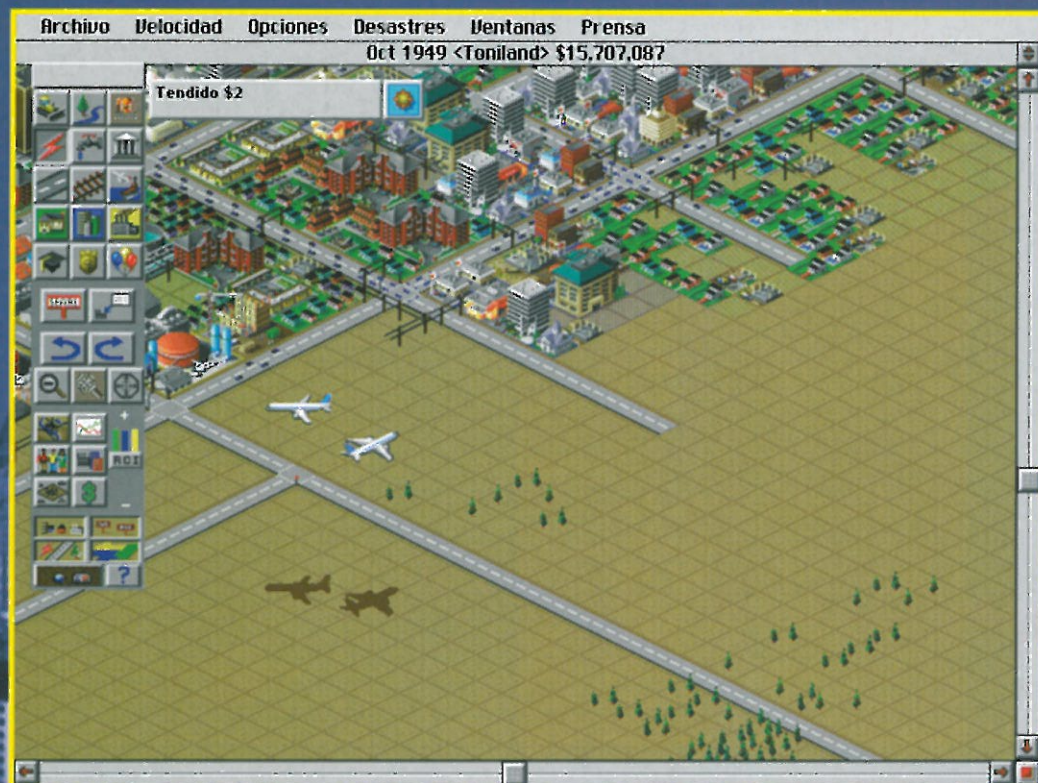 Archivo Velocidad Opciones Desastres Ventanas Prensa
Oct 1949 <Toniland> $15,707,087
Tendido $2
RCI
?